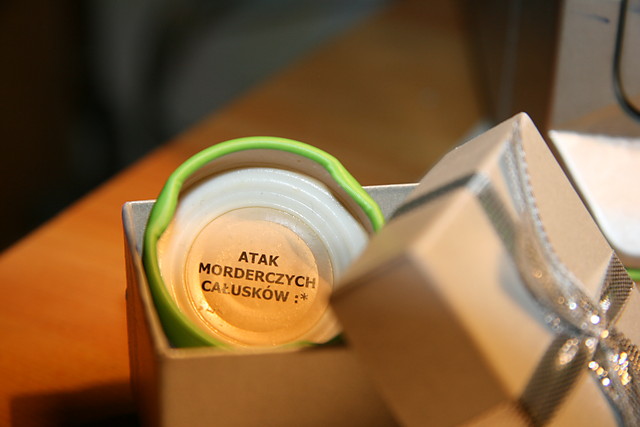 ATAK
MORDERCZYCH
CAŁUSKÓW :*